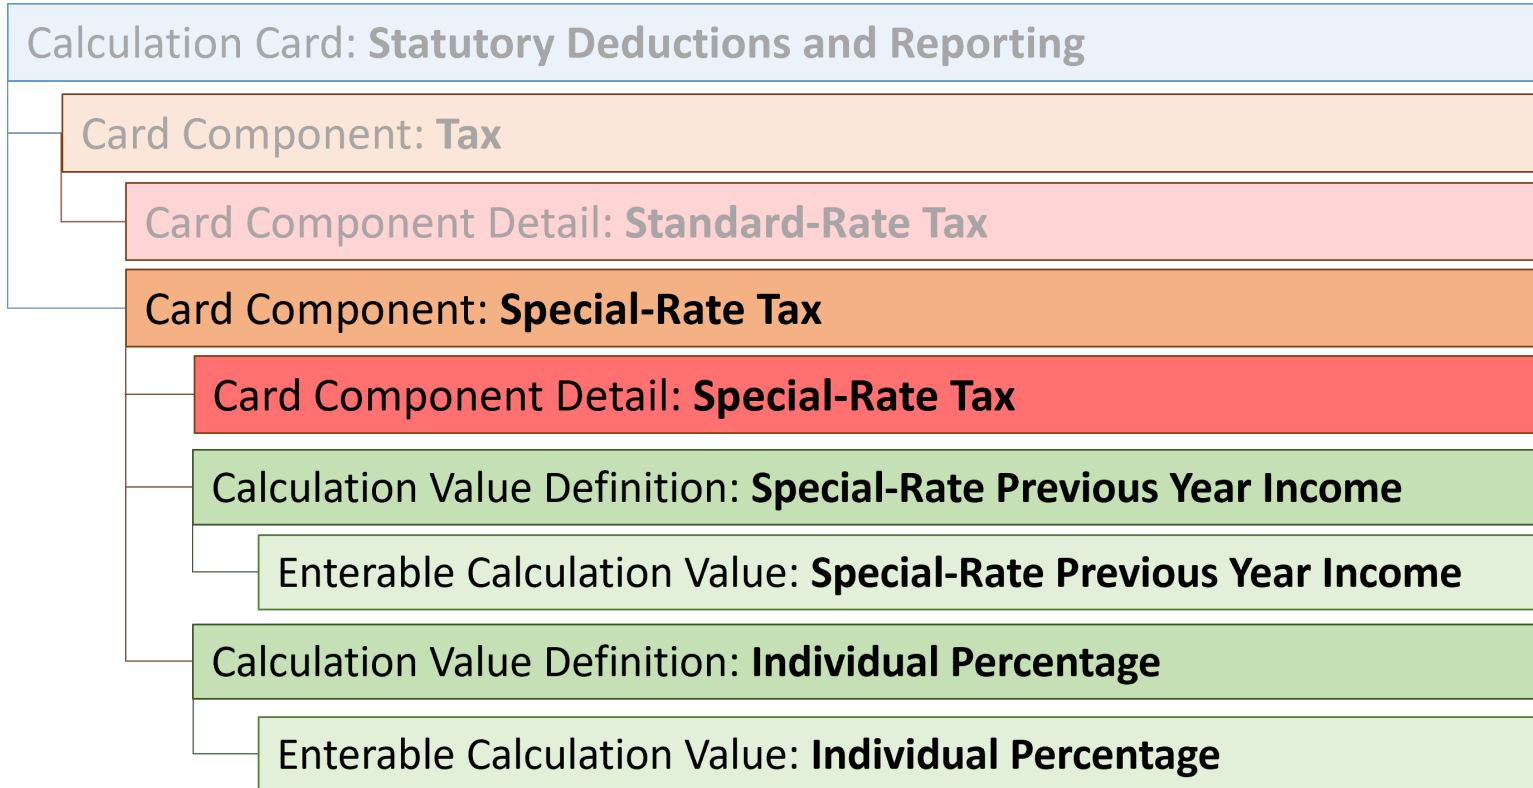 Calculation Card: Statutory Deductions and Reporting
Card Component: Tax
Card Component Detail: Standard-Rate Tax
Card Component: Special-Rate Tax
Card Component Detail: Special-Rate Tax
Calculation Value Definition: Special-Rate Previous Year Income
Enterable Calculation Value: Special-Rate Previous Year Income
Calculation Value Definition: Individual Percentage
Enterable Calculation Value: Individual Percentage